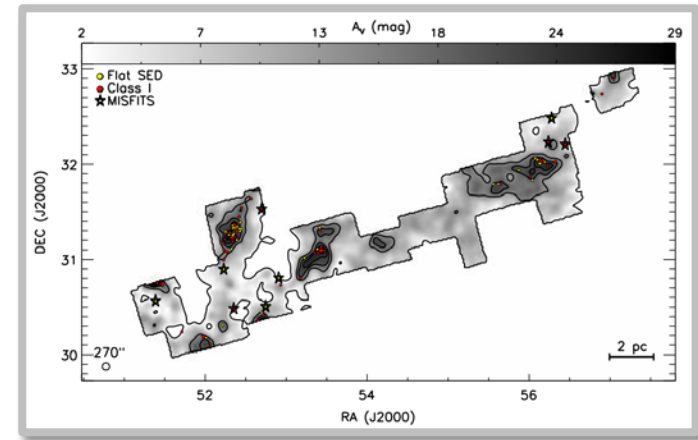 A_V (mag)
2 7 13 18 24 29
Flat SED
Class I
MISFITS
33
32
31
30
DEC (J2000)
270"
2 pc
52 54 56
RA (J2000)